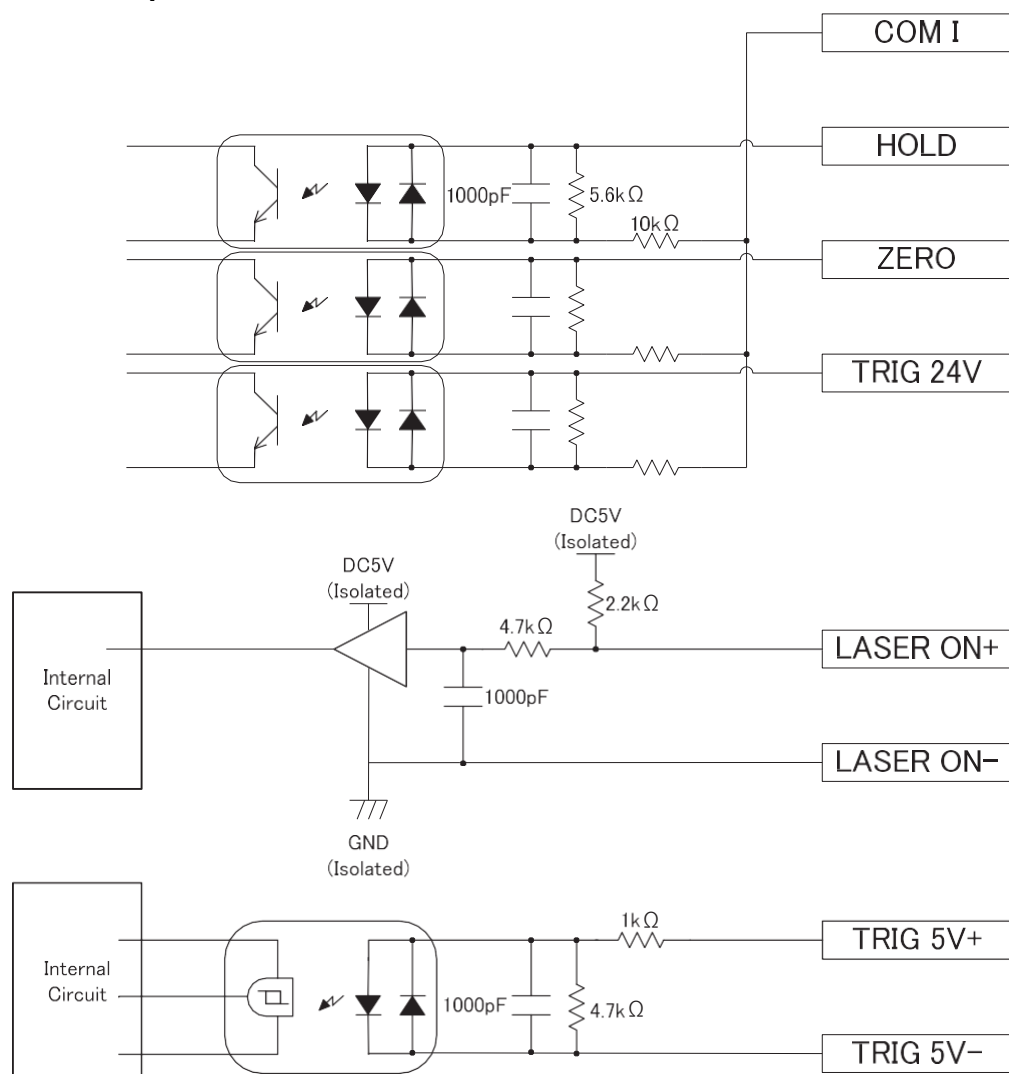 COM I
HOLD
1000pF
5.6kΩ
10kΩ
ZERO
TRIG 24V
DC5V
(Isolated)
DC5V
(Isolated)
2.2kΩ
4.7kΩ
LASER ON+
Internal
Circuit
1000pF
LASER ON-
GND
(Isolated)
1kΩ
TRIG 5V+
Internal
Circuit
1000pF
4.7kΩ
TRIG 5V-